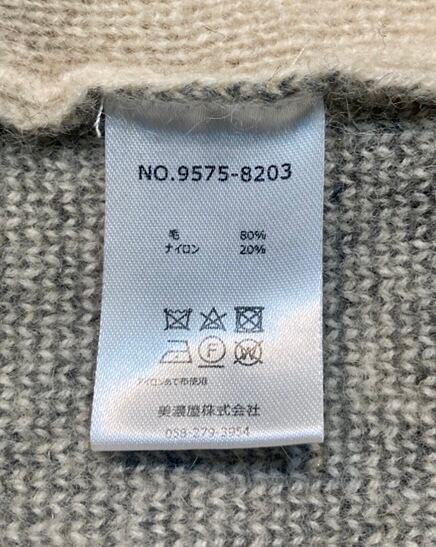 NO.9575-8203
毛 80%
ナイロン 20%
F W
アイロンあて布使用
美濃屋株式会社
058-279-3954